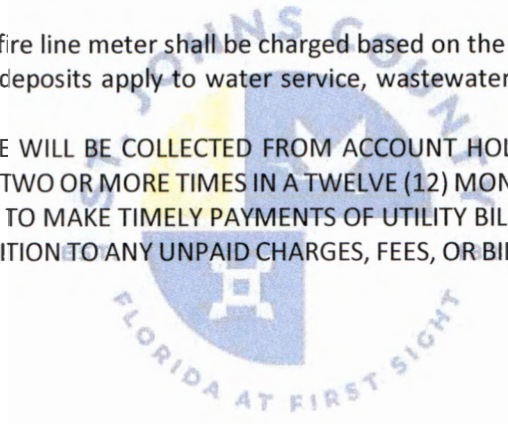 fire line meter shall be charged based on the
deposits apply to water service, wastewater
E WILL BE COLLECTED FROM ACCOUNT HOL
TWO OR MORE TIMES IN A TWELVE (12) MON
TO MAKE TIMELY PAYMENTS OF UTILITY BIL
ITION TO ANY UNPAID CHARGES, FEES, OR BI
ST. JOHNS COUNTY
FLORIDA AT FIRST SIGHT